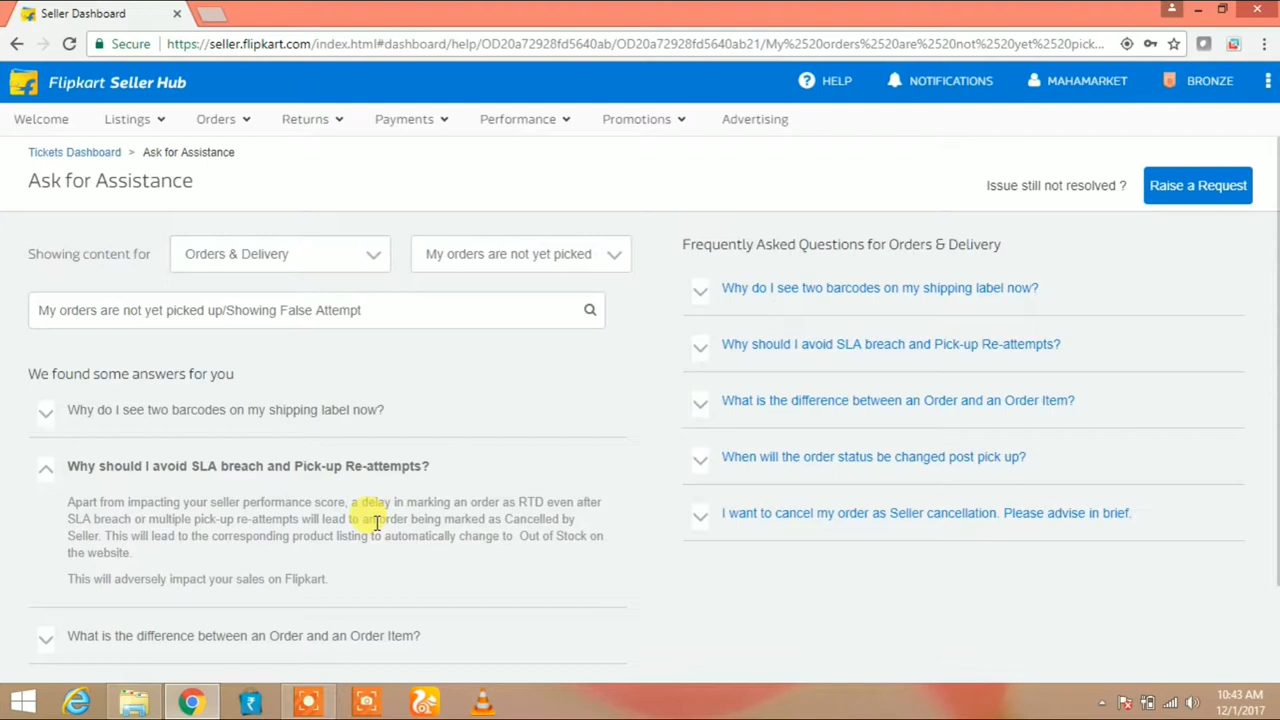 Seller Dashboard
Secure
https://seller.flipkart.com/index.html#dashboard/help/OD20a72928fd5640ab/OD20a72928fd5640ab21/My%2520orders%2520are%2520not%2520yet%2520pick...
Flipkart Seller Hub
HELP
NOTIFICATIONS
MAHAMARKET
BRONZE
Welcome
Listings
Orders
Returns
Payments
Performance
Promotions
Advertising
Tickets Dashboard > Ask for Assistance
Ask for Assistance
Issue still not resolved ?
Raise a Request
Showing content for
Orders & Delivery
My orders are not yet picked
My orders are not yet picked up/Showing False Attempt
We found some answers for you
Why do I see two barcodes on my shipping label now?
Why should I avoid SLA breach and Pick-up Re-attempts?
Apart from impacting your seller performance score, a delay in marking an order as RTD even after
SLA breach or multiple pick-up re-attempts will lead to an order being marked as Cancelled by
Seller. This will lead to the corresponding product listing to automatically change to Out of Stock on
the website.
This will adversely impact your sales on Flipkart.
What is the difference between an Order and an Order Item?
Frequently Asked Questions for Orders & Delivery
Why do I see two barcodes on my shipping label now?
Why should I avoid SLA breach and Pick-up Re-attempts?
What is the difference between an Order and an Order Item?
When will the order status be changed post pick up?
I want to cancel my order as Seller cancellation. Please advise in brief.
10:43 AM
12/1/2017